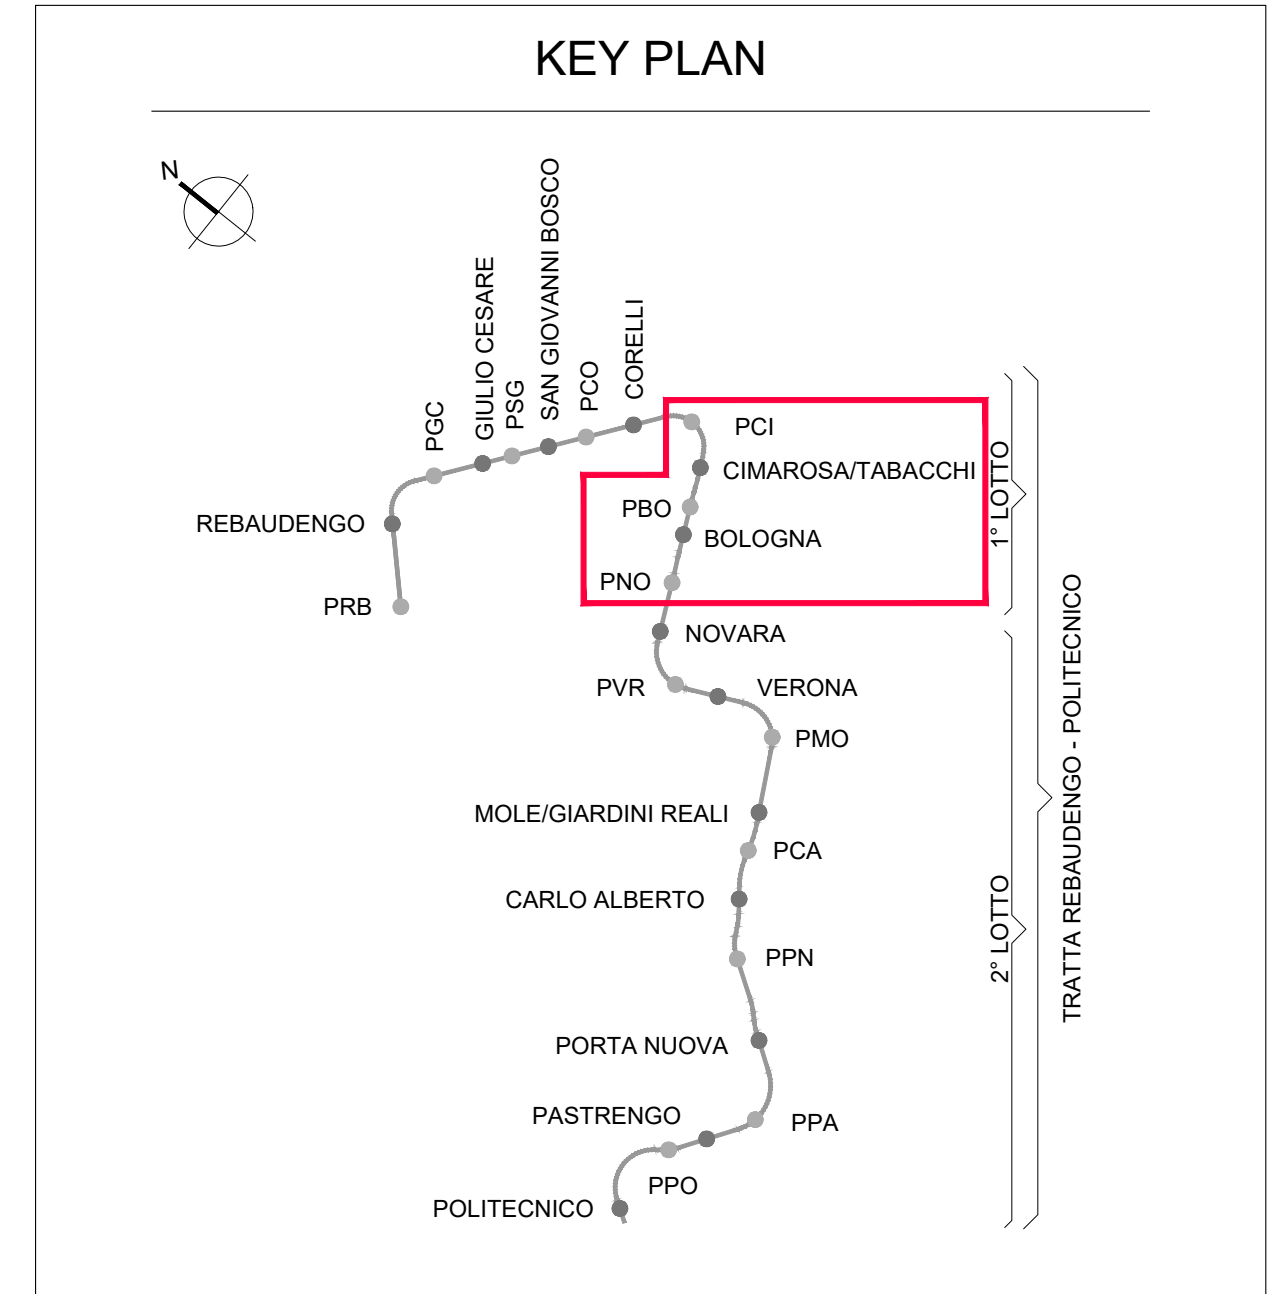 KEY PLAN
N
PGC
GIULIO CESARE
PSG
SAN GIOVANNI BOSCO
PCO
CORELLI
PCI
CIMAROSA/TABACCHI
PBO
BOLOGNA
PNO
REBAUDENGO
PRB
NOVARA
PVR
VERONA
PMO
MOLE/GIARDINI REALI
PCA
CARLO ALBERTO
PPN
PORTA NUOVA
PASTRENGO
PPA
PPO
POLITECNICO
1° LOTTO
2° LOTTO
TRATTA REBAUDENGO - POLITECNICO